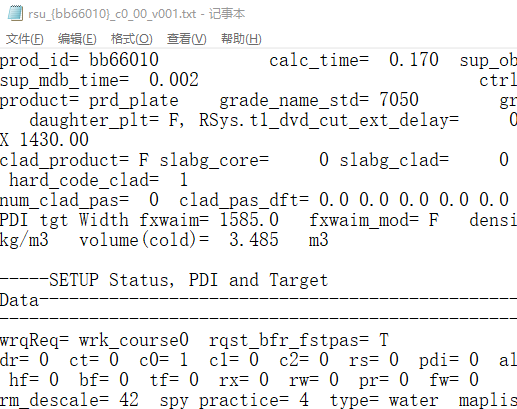 rsu_{bb66010}_c0_00_v001.txt - 记事本
文件(F) 编辑(E) 格式(O) 查看(V) 帮助(H)
prod_id= bb66010 calc_time= 0.170 sup_ob
sup_mdb_time= 0.002 ctrl
product= prd_plate grade_name_std= 7050 gr
daughter_plt= F, RSys.tl_dvd_cut_ext_delay= 0
X 1430.00
clad_product= F slabg_core= 0 slabg_clad= 0
hard_code_clad= 1
num_clad_pas= 0 clad_pas_dft= 0.0 0.0 0.0 0.0 0.0
PDI tgt Width fxwaim= 1585.0 fxwaim_mod= F densi
kg/m3 volume(cold)= 3.485 m3
-----SETUP Status, PDI and Target
Data-----------------------------------------------
---------------------------------------------------
wrqReq= wrk_course0 rqst_bfr_fstpas= T
dr= 0 ct= 0 c0= 1 c1= 0 c2= 0 rs= 0 pdi= 0 al
hf= 0 bf= 0 tf= 0 rx= 0 rw= 0 pr= 0 fw= 0
rm_descale= 42 spy practice= 4 type= water maplis